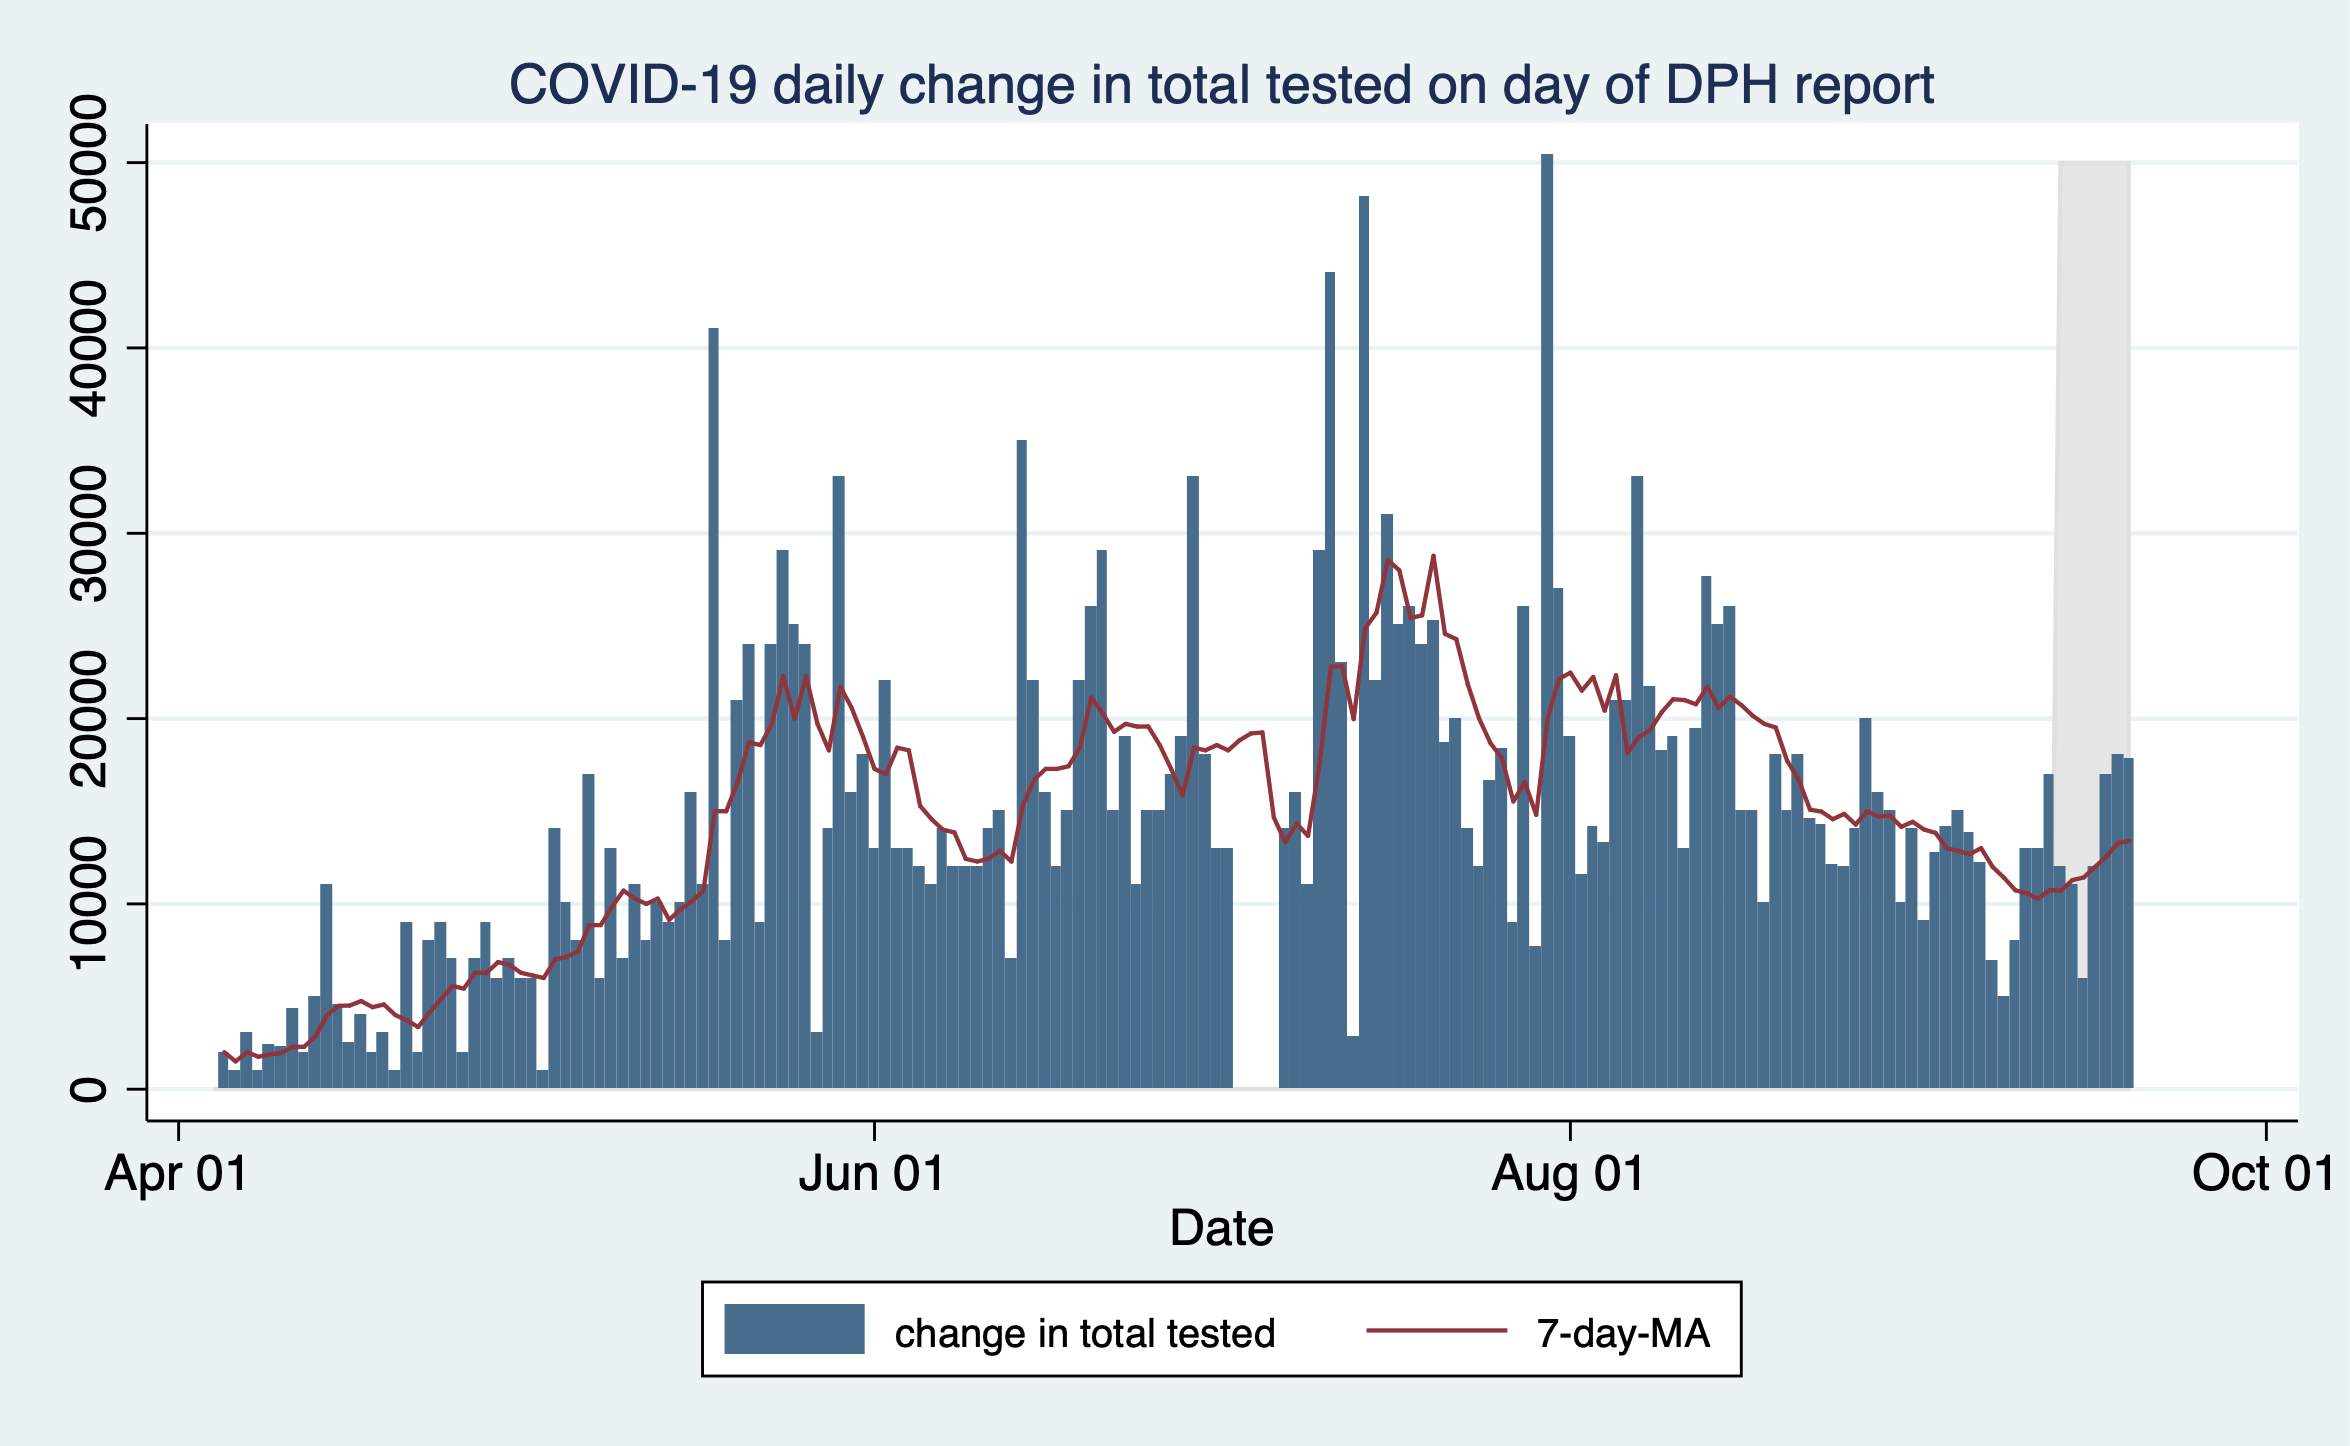 COVID-19 daily change in total tested on day of DPH report
50000
40000
30000
20000
10000
0
Apr 01 Jun 01 Aug 01 Oct 01
Date
change in total tested 7-day-MA